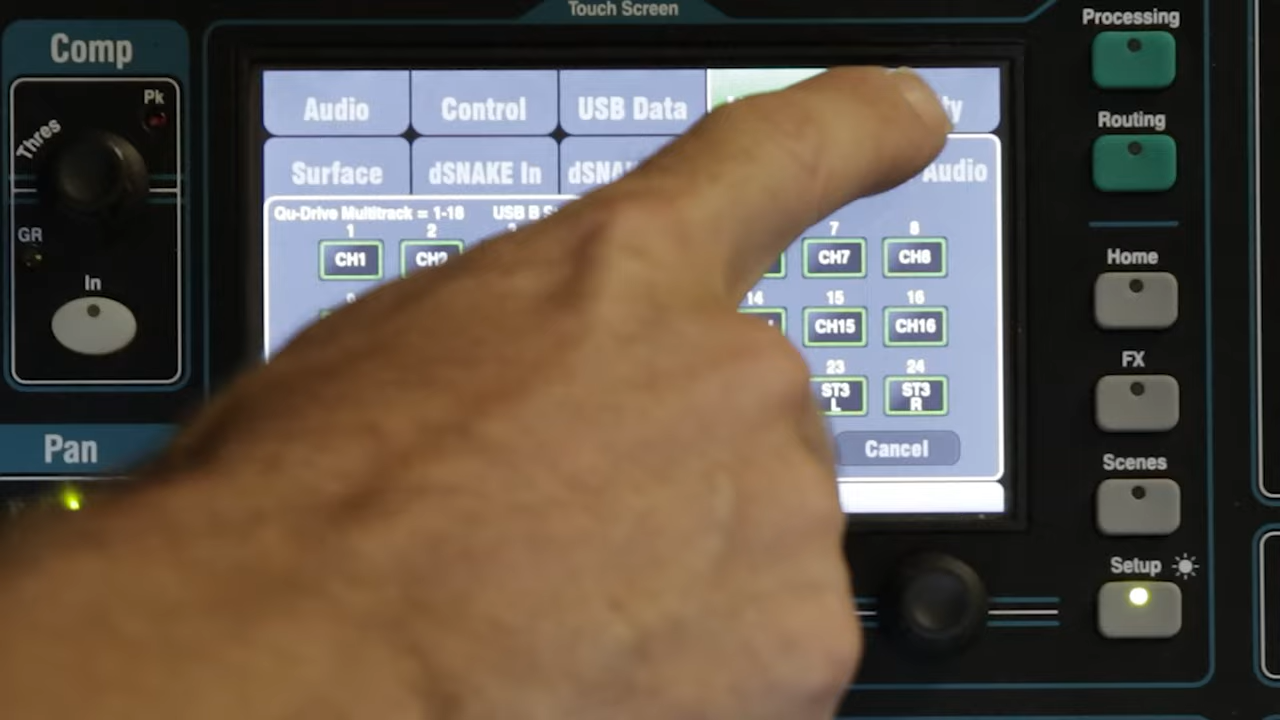 Touch Screen
Processing
Comp
Pk
Thres
GR
In
Audio
Control
USB Data
Routing
Surface
dSNAKE In
Audio
Qu-Drive Multitrack = 1-18
USB B
1
2
7
8
CH1
CH2
CH7
CH8
14
15
16
CH15
CH16
23
24
ST3 L
ST3 R
Cancel
Home
FX
Pan
Scenes
Setup